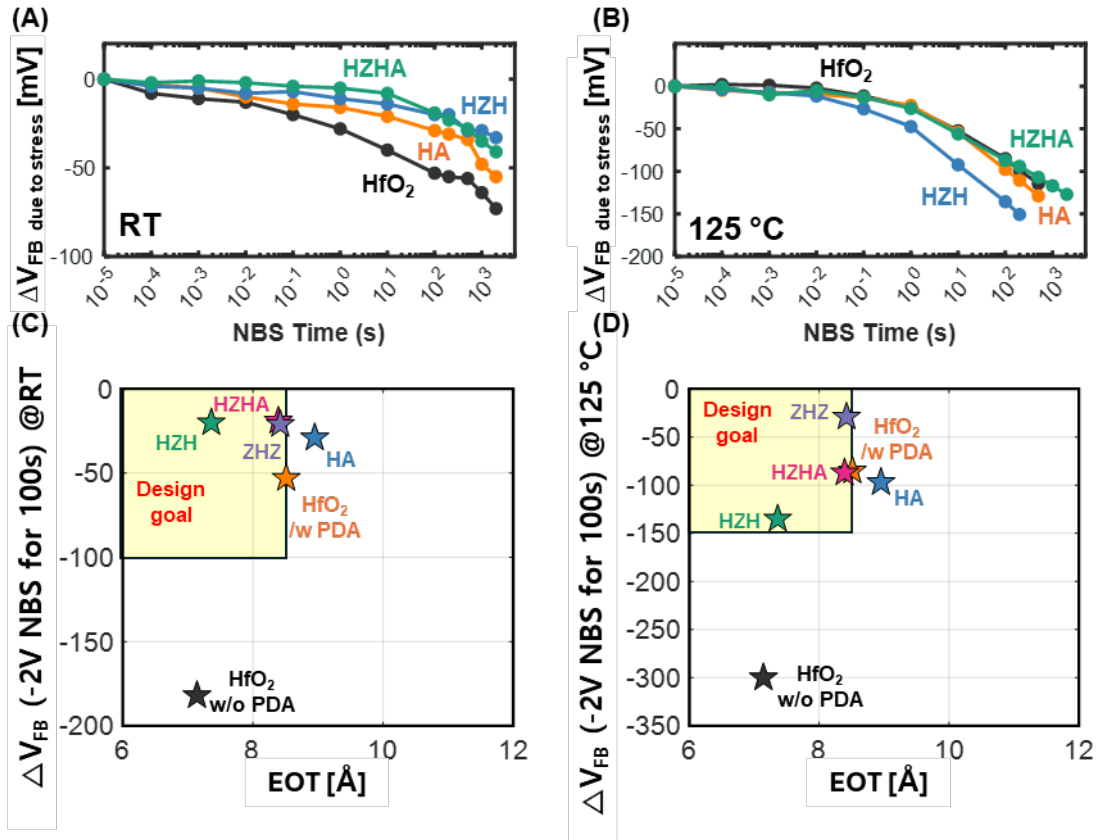 (A)
△V_FB due to stress [mV]
0
-50
-100
HZHA
HZH
HA
HfO₂
RT
10⁻⁵
10⁻⁴
10⁻³
10⁻²
10⁻¹
10⁰
10¹
10²
10³
NBS Time (s)
(B)
△V_FB due to stress [mV]
0
-50
-100
-150
-200
HfO₂
HZHA
HZH
HA
125 °C
10⁻⁵
10⁻⁴
10⁻³
10⁻²
10⁻¹
10⁰
10¹
10²
10³
NBS Time (s)
(C)
△V_FB (-2V NBS for 100s) @RT
0
-50
-100
-150
-200
HZHA
HZH
ZHZ
HA
Design
goal
HfO₂
/w PDA
HfO₂
w/o PDA
6
8
10
12
EOT [Å]
(D)
△V_FB (-2V NBS for 100s) @125 °C
0
-50
-100
-150
-200
-250
-300
-350
Design
goal
ZHZ
HfO₂
/w PDA
HZHA
HA
HZH
HfO₂
w/o PDA
6
8
10
12
EOT [Å]